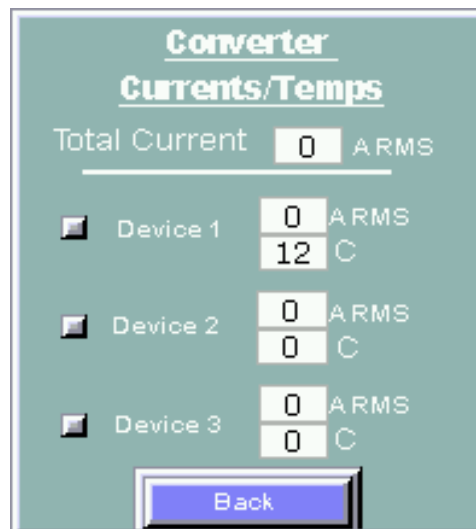 Converter
Currents/Temps
Total Current 0 ARMS
Device 1 0 ARMS
12 C
Device 2 0 ARMS
0 C
Device 3 0 ARMS
0 C
Back